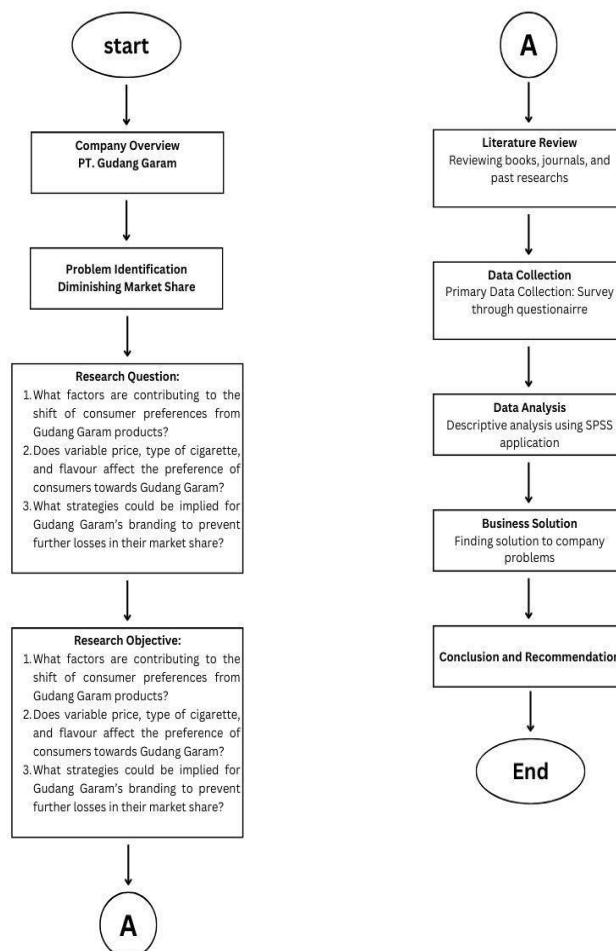 start
Company Overview
PT. Gudang Garam
Problem Identification
Diminishing Market Share
Research Question:
1. What factors are contributing to the
shift of consumer preferences from
Gudang Garam products?
2. Does variable price, type of cigarette,
and flavour affect the preference of
consumers towards Gudang Garam?
3. What strategies could be implied for
Gudang Garam's branding to prevent
further losses in their market share?
Research Objective:
1. What factors are contributing to the
shift of consumer preferences from
Gudang Garam products?
2. Does variable price, type of cigarette,
and flavour affect the preference of
consumers towards Gudang Garam?
3. What strategies could be implied for
Gudang Garam's branding to prevent
further losses in their market share?
A
A
Literature Review
Reviewing books, journals, and
past researchs
Data Collection
Primary Data Collection: Survey
through questionairre
Data Analysis
Descriptive analysis using SPSS
application
Business Solution
Finding solution to company
problems
Conclusion and Recommendation
End